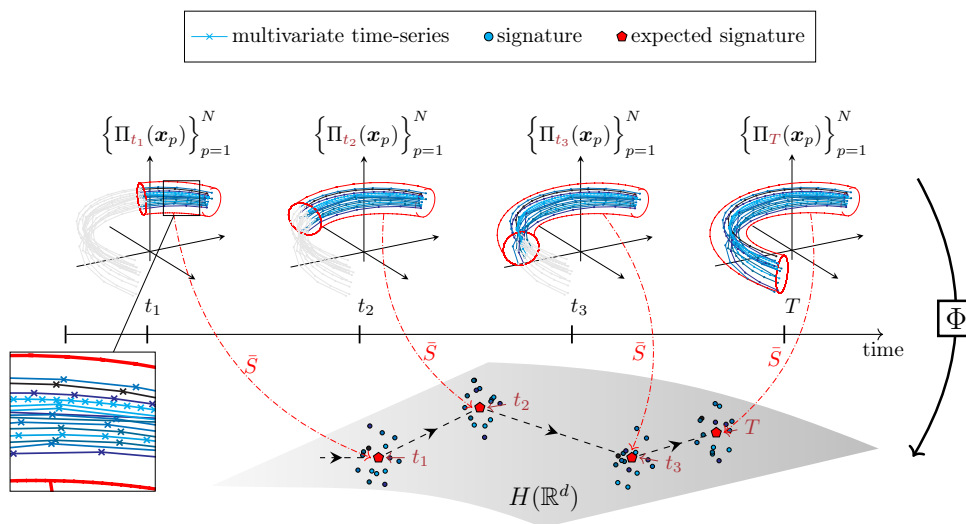 multivariate time-series signature expected signature
{Π_{t_1}(𝒙_p)}_{p=1}^N {Π_{t_2}(𝒙_p)}_{p=1}^N {Π_{t_3}(𝒙_p)}_{p=1}^N {Π_T(𝒙_p)}_{p=1}^N
t_1 t_2 t_3 T
Φ
time
S̄ S̄ S̄ S̄
t_2
T
t_1 t_3
H(ℝ^d)